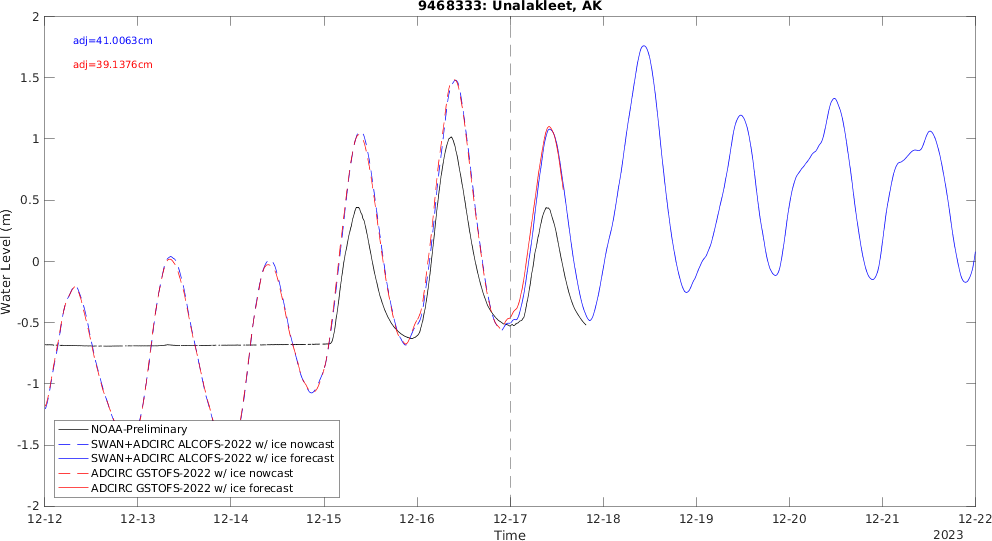 9468333: Unalakleet, AK
adj=41.0063cm
adj=39.1376cm
Water Level (m)
2
1.5
1
0.5
0
-0.5
-1
-1.5
-2
NOAA-Preliminary
SWAN+ADCIRC ALCOFS-2022 w/ ice nowcast
SWAN+ADCIRC ALCOFS-2022 w/ ice forecast
ADCIRC GSTOFS-2022 w/ ice nowcast
ADCIRC GSTOFS-2022 w/ ice forecast
12-12 12-13 12-14 12-15 12-16 12-17 12-18 12-19 12-20 12-21 12-22
Time
2023